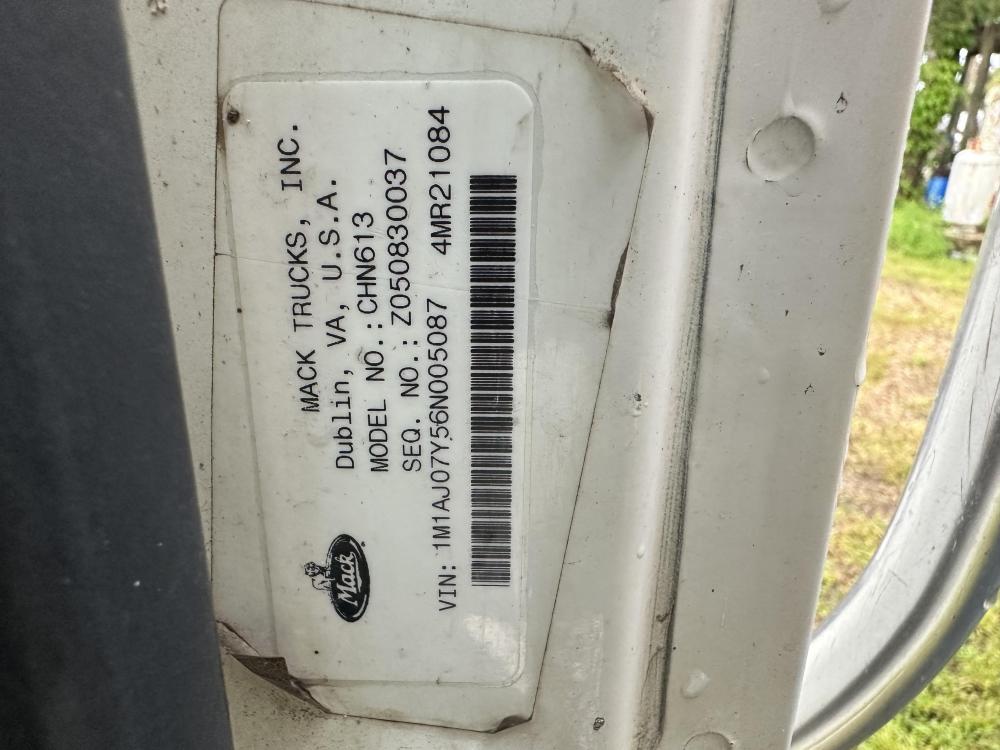 MACK TRUCKS, INC.
Dublin, VA, U.S.A.
MODEL NO.: CHN613
SEQ. NO.: Z050830037
VIN: 1M1AJ07Y56N005087 4MR21084
Mack